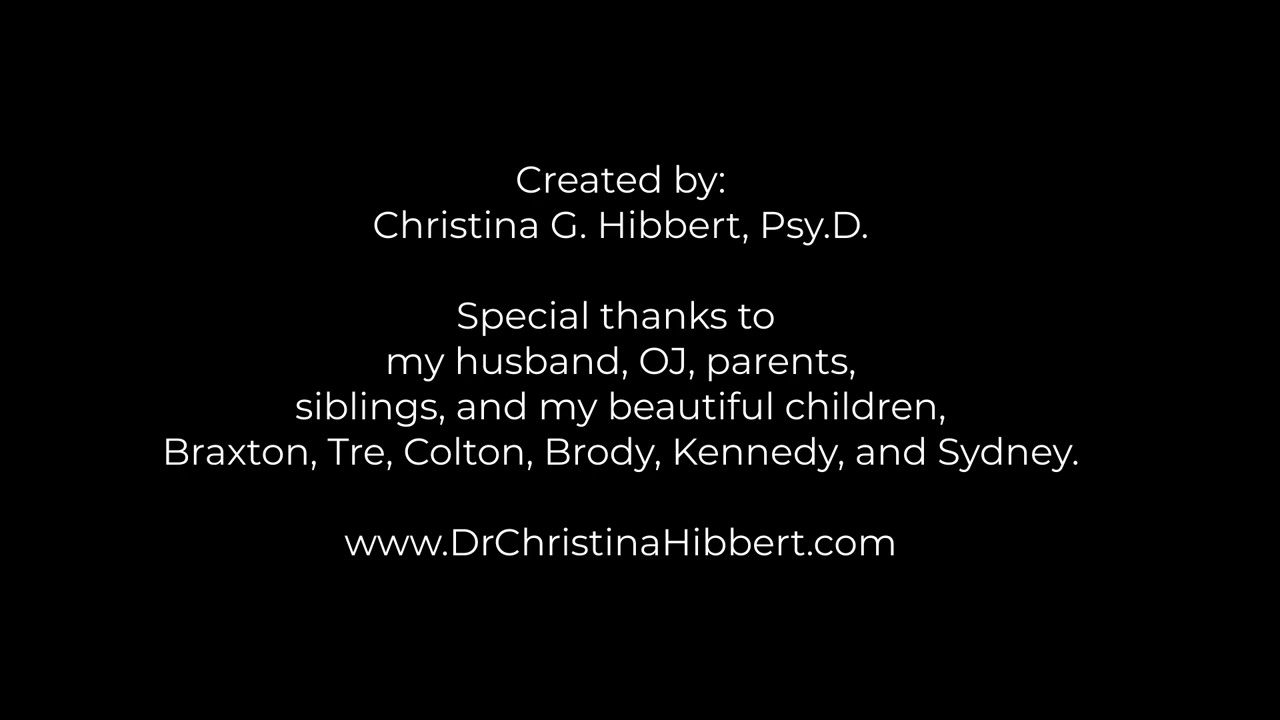 Created by:
Christina G. Hibbert, Psy.D.
Special thanks to
my husband, OJ, parents,
siblings, and my beautiful children,
Braxton, Tre, Colton, Brody, Kennedy, and Sydney.
www.DrChristinaHibbert.com